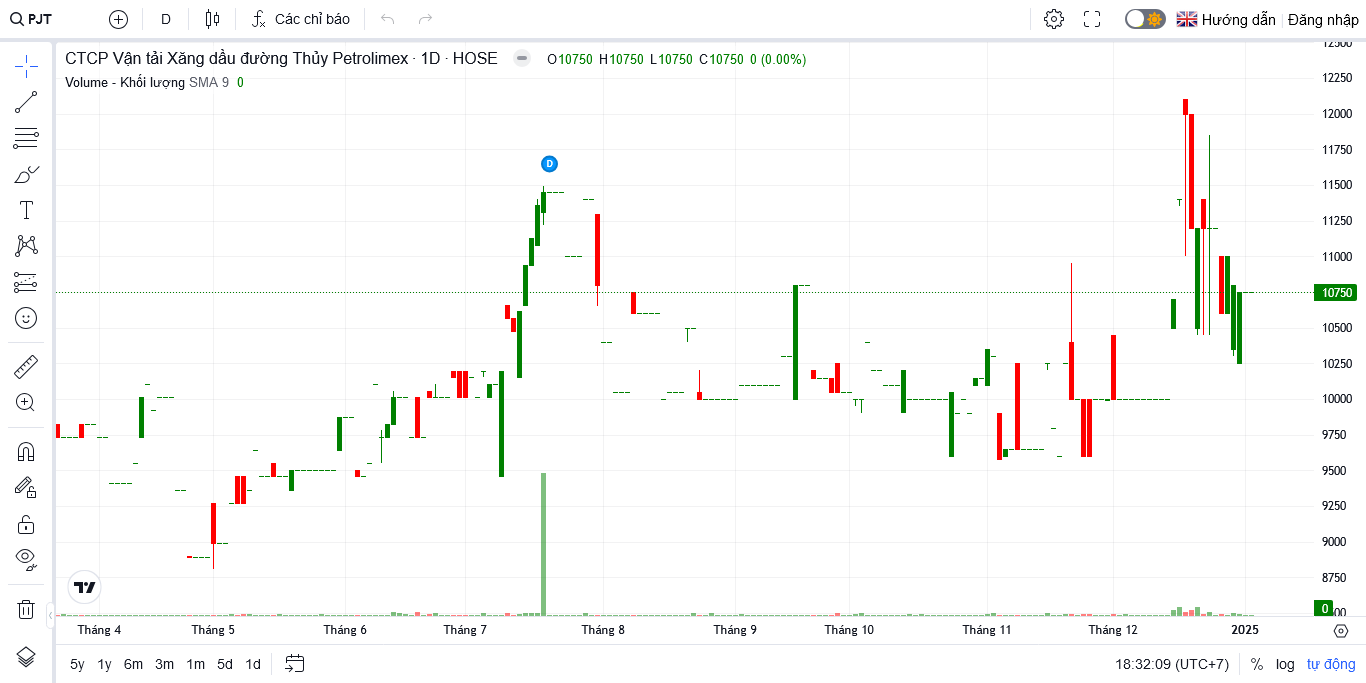 PJT D Các chỉ báo Hướng dẫn Đăng nhập
CTCP Vận tải Xăng dầu đường Thủy Petrolimex · 1D · HOSE O10750 H10750 L10750 C10750 0 (0.00%)
Volume - Khối lượng SMA 9 0
D
12500
12250
12000
11750
11500
11250
11000
10750
10500
10250
10000
9750
9500
9250
9000
8750
0
Tháng 4 Tháng 5 Tháng 6 Tháng 7 Tháng 8 Tháng 9 Tháng 10 Tháng 11 Tháng 12 2025
5y 1y 6m 3m 1m 5d 1d 18:32:09 (UTC+7) % log tự động